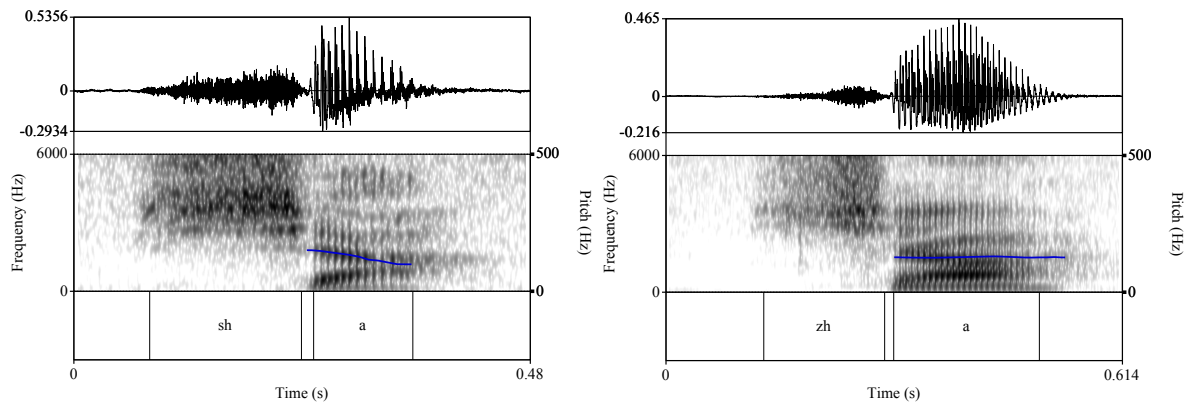 0.5356
0
-0.2934
6000
500
Frequency (Hz)
Pitch (Hz)
0
0
sh
a
0
0.48
Time (s)
0.465
0
-0.216
6000
500
Frequency (Hz)
Pitch (Hz)
0
0
zh
a
0
0.614
Time (s)